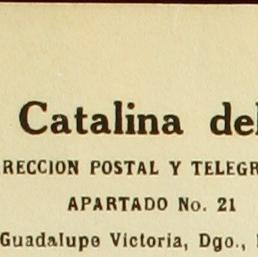 Catalina del
RECCION POSTAL Y TELEGR
APARTADO No. 21
Guadalupe Victoria, Dgo.,